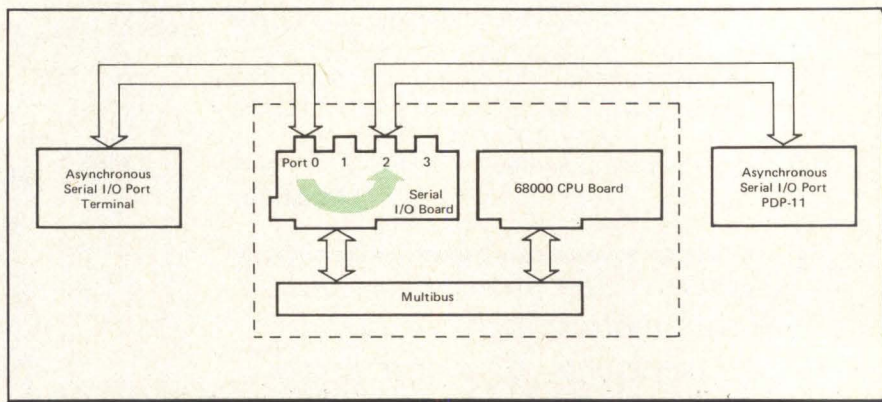 Asynchronous
Serial I/O Port
Terminal
Port 0 1 2 3
Serial
I/O Board
68000 CPU Board
Asynchronous
Serial I/O Port
PDP-11
Multibus